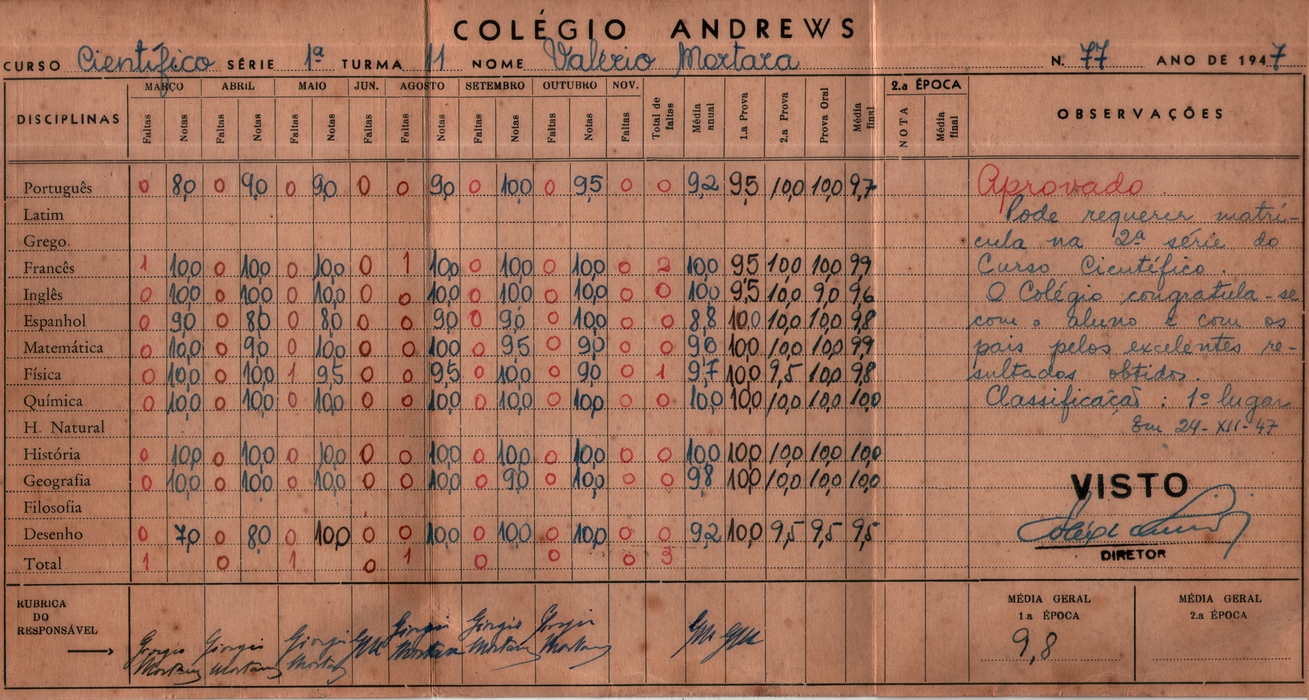 COLÉGIO ANDREWS
CURSO Científico SÉRIE 1ª TURMA 11 NOME Valério Mortara N. 77 ANO DE 1947
DISCIPLINAS MARÇO ABRIL MAIO JUN. AGOSTO SETEMBRO OUTUBRO NOV. Total de faltas Média anual 1.a Prova 2.a Prova Prova Oral Média final 2.a ÉPOCA OBSERVAÇÕES
Faltas Notas Faltas Notas Faltas Notas Faltas Faltas Notas Faltas Notas Faltas Notas Faltas NOTA Média final
Português 0 8,0 0 9,0 0 9,0 0 0 9,0 0 10,0 0 9,5 0 0 9,2 9,5 10,0 10,0 9,7 Aprovado.
Latim Pode requerer matrí-
Grego cula na 2ª série do
Francês 1 10,0 0 10,0 0 10,0 0 1 10,0 0 10,0 0 10,0 0 2 10,0 9,5 10,0 10,0 9,9 Curso Científico.
Inglês 0 10,0 0 10,0 0 10,0 0 0 10,0 0 10,0 0 10,0 0 0 10,0 9,5 10,0 9,0 9,6 O Colégio congratula-se
Espanhol 0 9,0 0 8,0 0 8,0 0 0 9,0 0 9,0 0 10,0 0 0 8,8 10,0 10,0 10,0 9,8 com o aluno e com os
Matemática 0 10,0 0 9,0 0 10,0 0 0 10,0 0 9,5 0 9,0 0 0 9,6 10,0 10,0 10,0 9,9 pais pelos excelentes re-
Física 0 10,0 0 10,0 1 9,5 0 0 9,5 0 10,0 0 9,0 0 1 9,7 10,0 9,5 10,0 9,8 sultados obtidos.
Química 0 10,0 0 10,0 0 10,0 0 0 10,0 0 10,0 0 10,0 0 0 10,0 10,0 10,0 10,0 10,0 Classificação : 1º lugar
H. Natural Em 24-XII-47
História 0 10,0 0 10,0 0 10,0 0 0 10,0 0 10,0 0 10,0 0 0 10,0 10,0 10,0 10,0 10,0
Geografia 0 10,0 0 10,0 0 10,0 0 0 10,0 0 9,0 0 10,0 0 0 9,8 10,0 10,0 10,0 10,0 VISTO
Filosofia
Desenho 0 7,0 0 8,0 0 10,0 0 0 10,0 0 10,0 0 10,0 0 0 9,2 10,0 9,5 9,5 9,5
Total 1 0 1 0 1 0 0 0 3 DIRETOR
RUBRICA DO RESPONSÁVEL Giorgio Mortara Giorgio Mortara Giorgio Mortara GM Giorgio Mortara Giorgio Mortara Giorgio Mortara GM GM
MÉDIA GERAL 1.a ÉPOCA MÉDIA GERAL 2.a ÉPOCA
9,8